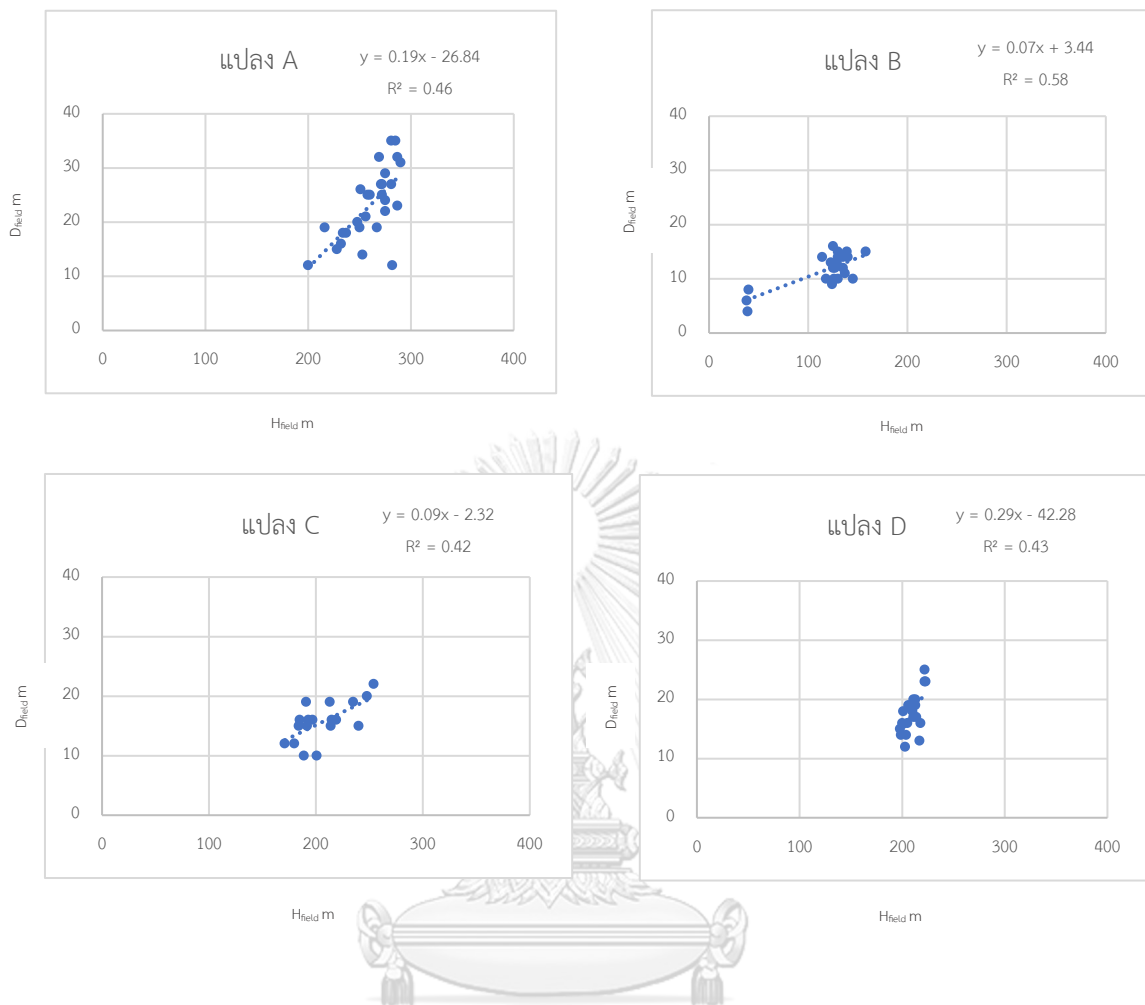 แปลง A
y = 0.19x - 26.84
R² = 0.46
40
30
20
10
0
0 100 200 300 400
Dfield m
Hfield m
แปลง B
y = 0.07x + 3.44
R² = 0.58
40
30
20
10
0
0 100 200 300 400
Dfield m
Hfield m
แปลง C
y = 0.09x - 2.32
R² = 0.42
40
30
20
10
0
0 100 200 300 400
Dfield m
Hfield m
แปลง D
y = 0.29x - 42.28
R² = 0.43
40
30
20
10
0
0 100 200 300 400
Dfield m
Hfield m